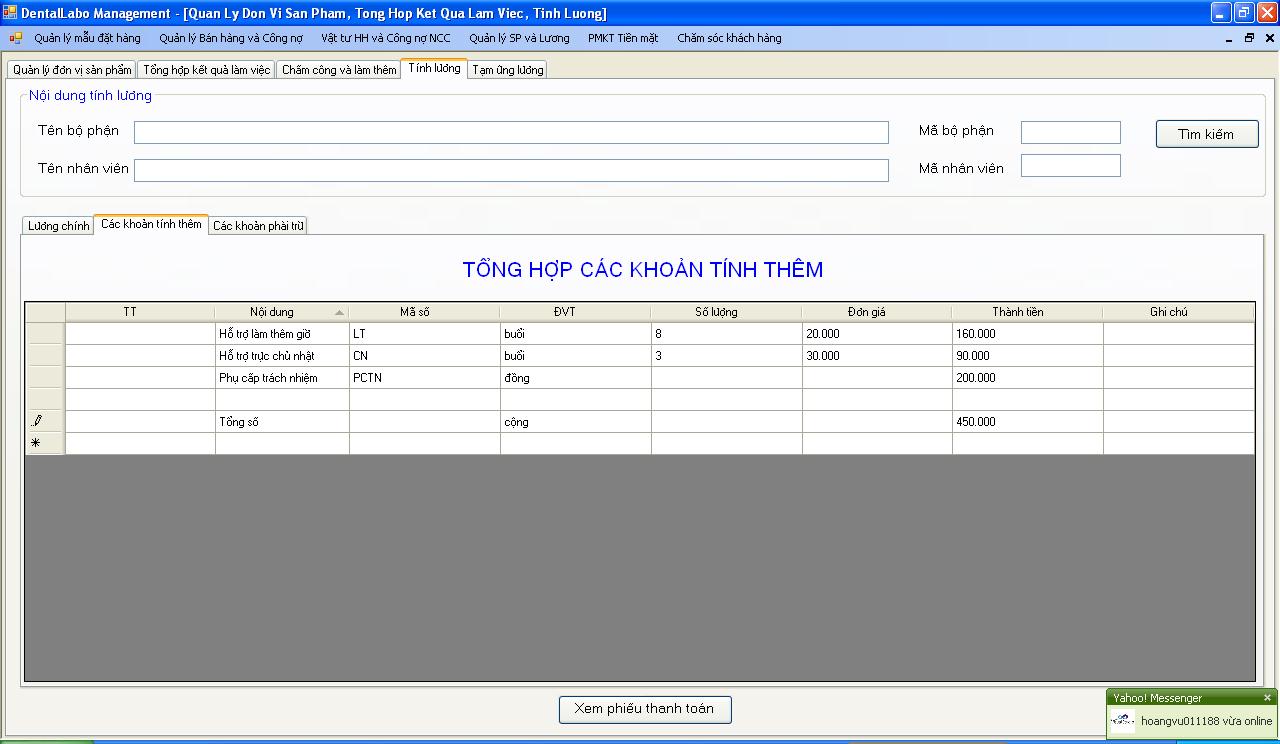 DentalLabo Management - [Quan Ly Don Vi San Pham, Tong Hop Ket Qua Lam Viec, Tinh Luong]
Quản lý mẫu đặt hàng Quản lý Bán hàng và Công nợ Vật tư HH và Công nợ NCC Quản lý SP và Lương PMKT Tiền mặt Chăm sóc khách hàng
Quản lý đơn vị sản phẩm Tổng hợp kết quả làm việc Chấm công và làm thêm Tính lương Tạm ứng lương
Nội dung tính lương
Tên bộ phận Mã bộ phận Tìm kiếm
Tên nhân viên Mã nhân viên
Lương chính Các khoản tính thêm Các khoản phải trừ
TỔNG HỢP CÁC KHOẢN TÍNH THÊM
TT Nội dung Mã số ĐVT Số lượng Đơn giá Thành tiền Ghi chú
Hỗ trợ làm thêm giờ LT buổi 8 20.000 160.000
Hỗ trợ trực chủ nhật CN buổi 3 30.000 90.000
Phụ cấp trách nhiệm PCTN đồng 200.000
Tổng số cộng 450.000
Xem phiếu thanh toán
Yahoo! Messenger
hoangvu011188 vừa online